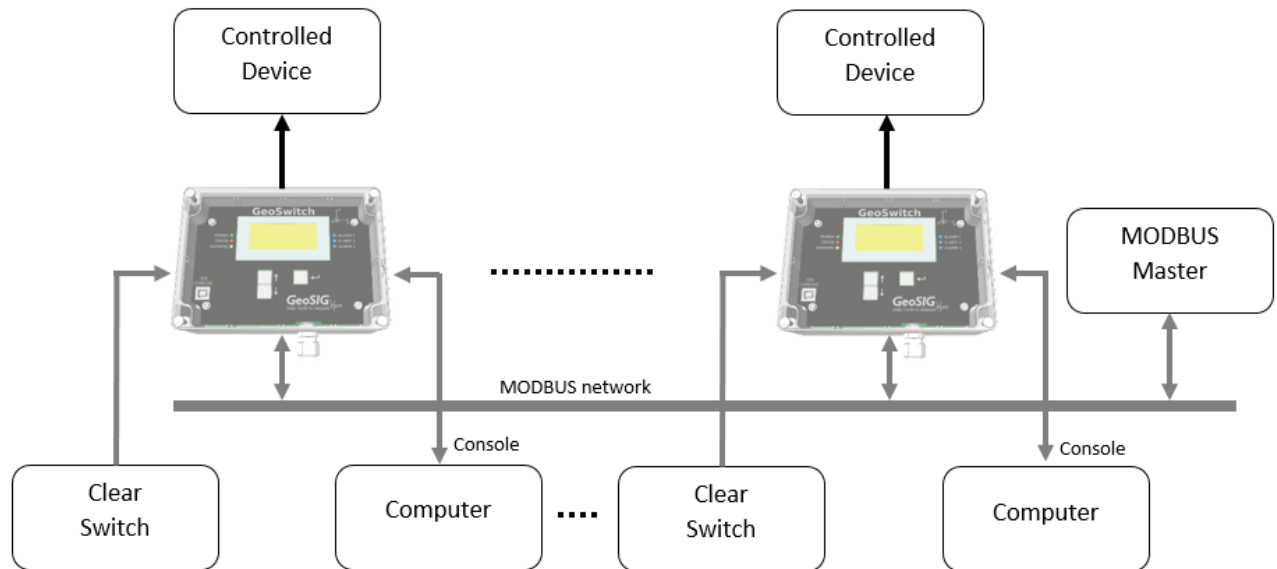 Controlled
Device
Controlled
Device
GeoSwitch
GeoSwitch
MODBUS
Master
GeoSIG
GeoSIG
MODBUS network
Console
Console
Clear
Switch
Computer
Clear
Switch
Computer